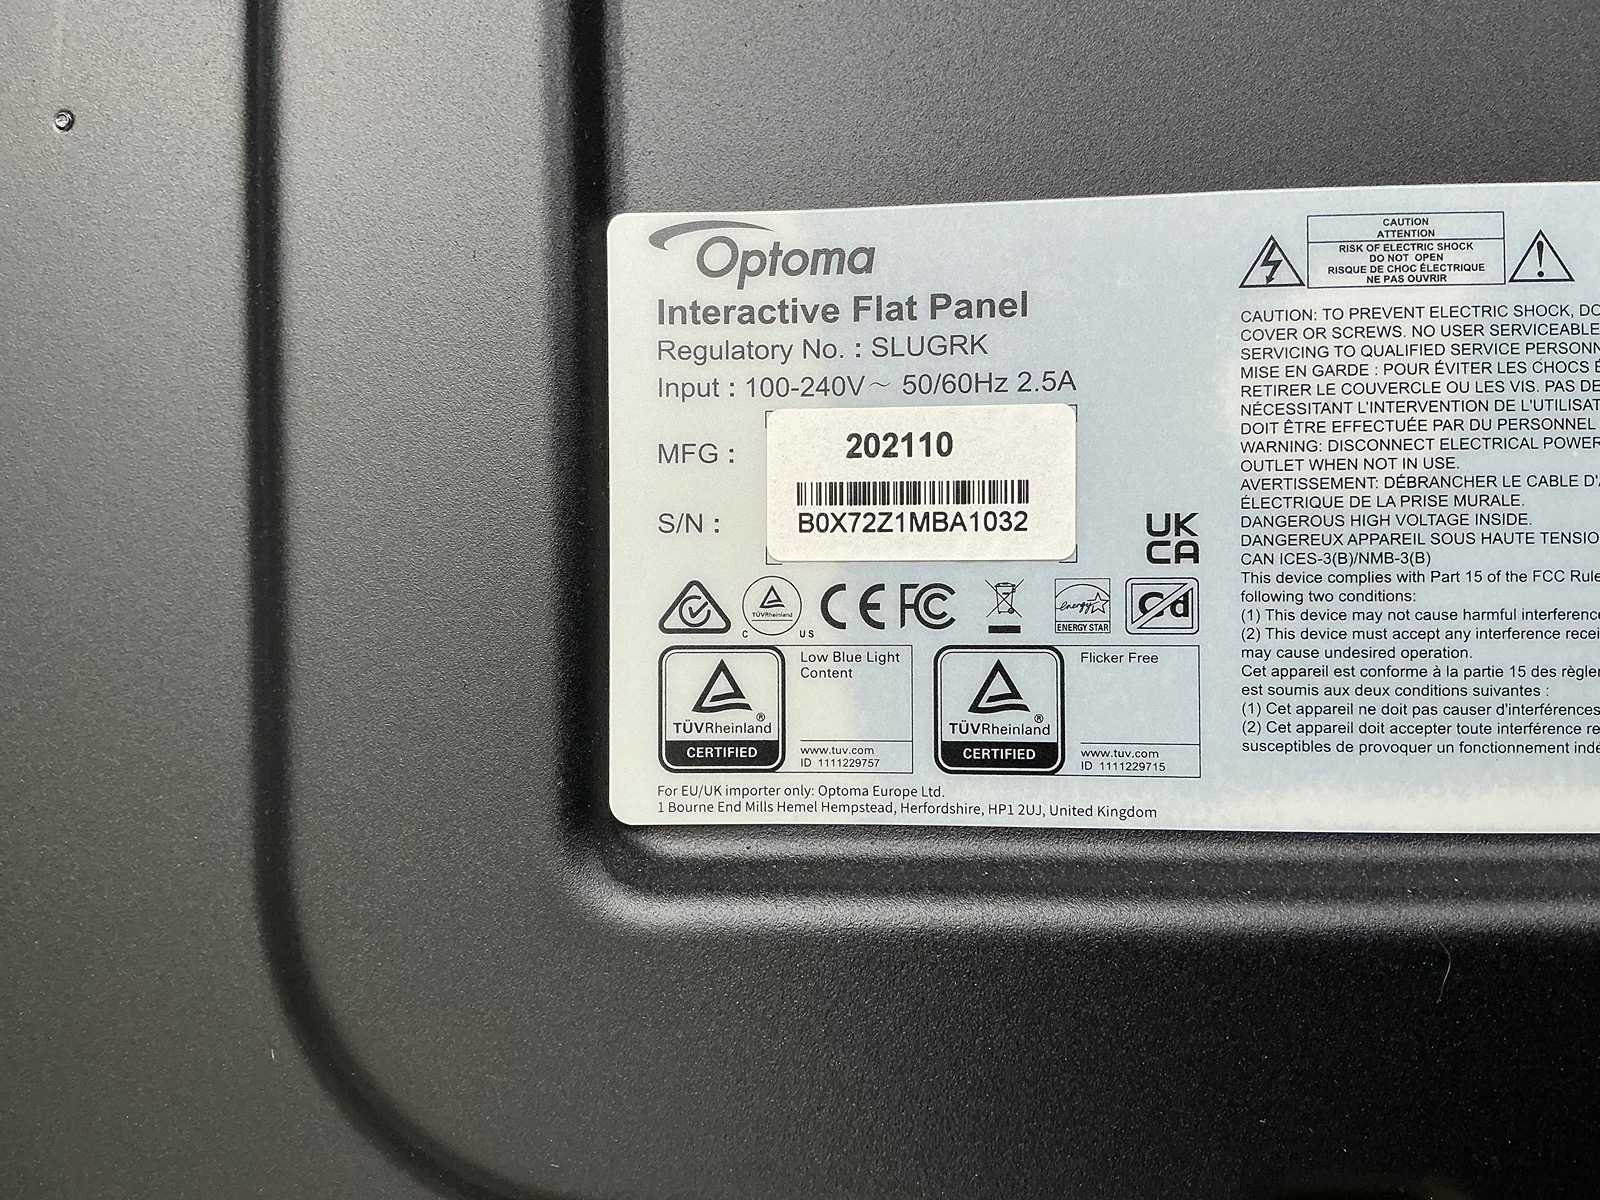 Optoma
Interactive Flat Panel
Regulatory No. : SLUGRK
Input : 100-240V~ 50/60Hz 2.5A
MFG : 202110
S/N : B0X72Z1MBA1032
UK
CA
TÜVRheinland
C US
CE FC
energy
ENERGY STAR
Cd
TÜVRheinland®
CERTIFIED
Low Blue Light
Content
www.tuv.com
ID 1111229757
TÜVRheinland®
CERTIFIED
Flicker Free
www.tuv.com
ID 1111229715
For EU/UK importer only: Optoma Europe Ltd.
1 Bourne End Mills Hemel Hempstead, Herfordshire, HP1 2UJ, United Kingdom
CAUTION
ATTENTION
RISK OF ELECTRIC SHOCK
DO NOT OPEN
RISQUE DE CHOC ÉLECTRIQUE
NE PAS OUVRIR
CAUTION: TO PREVENT ELECTRIC SHOCK, DO
COVER OR SCREWS. NO USER SERVICEABLE
SERVICING TO QUALIFIED SERVICE PERSONN
MISE EN GARDE : POUR ÉVITER LES CHOCS É
RETIRER LE COUVERCLE OU LES VIS. PAS DE
NÉCESSITANT L'INTERVENTION DE L'UTILISAT
DOIT ÊTRE EFFECTUÉE PAR DU PERSONNEL
WARNING: DISCONNECT ELECTRICAL POWER
OUTLET WHEN NOT IN USE.
AVERTISSEMENT: DÉBRANCHER LE CABLE D'
ÉLECTRIQUE DE LA PRISE MURALE.
DANGEROUS HIGH VOLTAGE INSIDE.
DANGEREUX APPAREIL SOUS HAUTE TENSIO
CAN ICES-3(B)/NMB-3(B)
This device complies with Part 15 of the FCC Rule
following two conditions:
(1) This device may not cause harmful interference
(2) This device must accept any interference recei
may cause undesired operation.
Cet appareil est conforme à la partie 15 des règle
est soumis aux deux conditions suivantes :
(1) Cet appareil ne doit pas causer d'interférences
(2) Cet appareil doit accepter toute interférence re
susceptibles de provoquer un fonctionnement indé